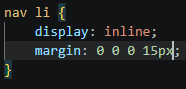 nav li {
    display: inline;
    margin: 0 0 0 15px;
}